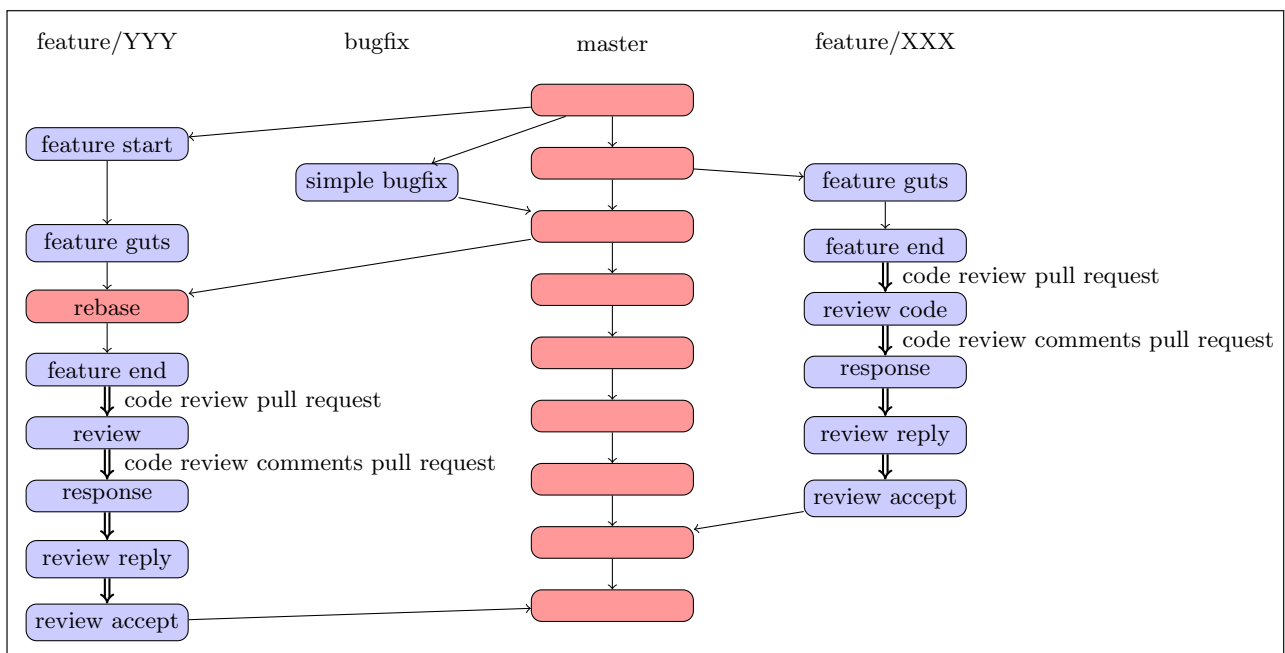 feature/YYY
bugfix
master
feature/XXX
feature start
simple bugfix
feature guts
feature guts
feature end
code review pull request
rebase
review code
code review comments pull request
feature end
response
code review pull request
review
review reply
code review comments pull request
response
review accept
review reply
review accept